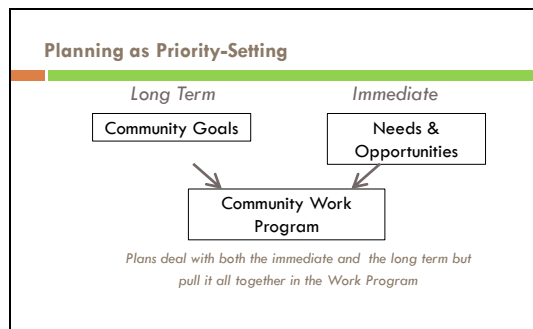 Planning as Priority-Setting
Long Term
Immediate
Community Goals
Needs &
Opportunities
Community Work
Program
Plans deal with both the immediate and the long term but
pull it all together in the Work Program